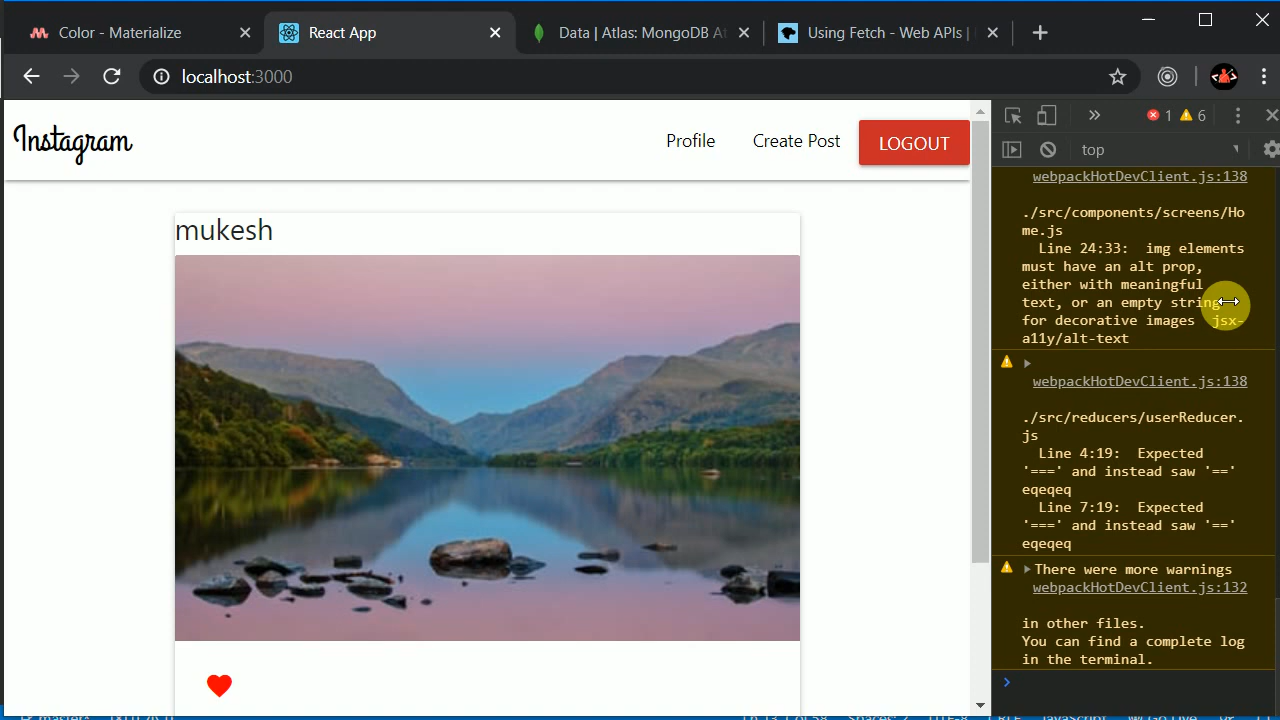 Color - Materialize
React App
Data | Atlas: MongoDB At
Using Fetch - Web APIs |
localhost:3000
Instagram
Profile
Create Post
LOGOUT
mukesh
1
6
top
webpackHotDevClient.js:138
./src/components/screens/Ho
me.js
Line 24:33: img elements
must have an alt prop,
either with meaningful
text, or an empty string
for decorative images jsx-
a11y/alt-text
webpackHotDevClient.js:138
./src/reducers/userReducer.
js
Line 4:19: Expected
'===' and instead saw '=='
eqeqeq
Line 7:19: Expected
'===' and instead saw '=='
eqeqeq
There were more warnings
webpackHotDevClient.js:132
in other files.
You can find a complete log
in the terminal.